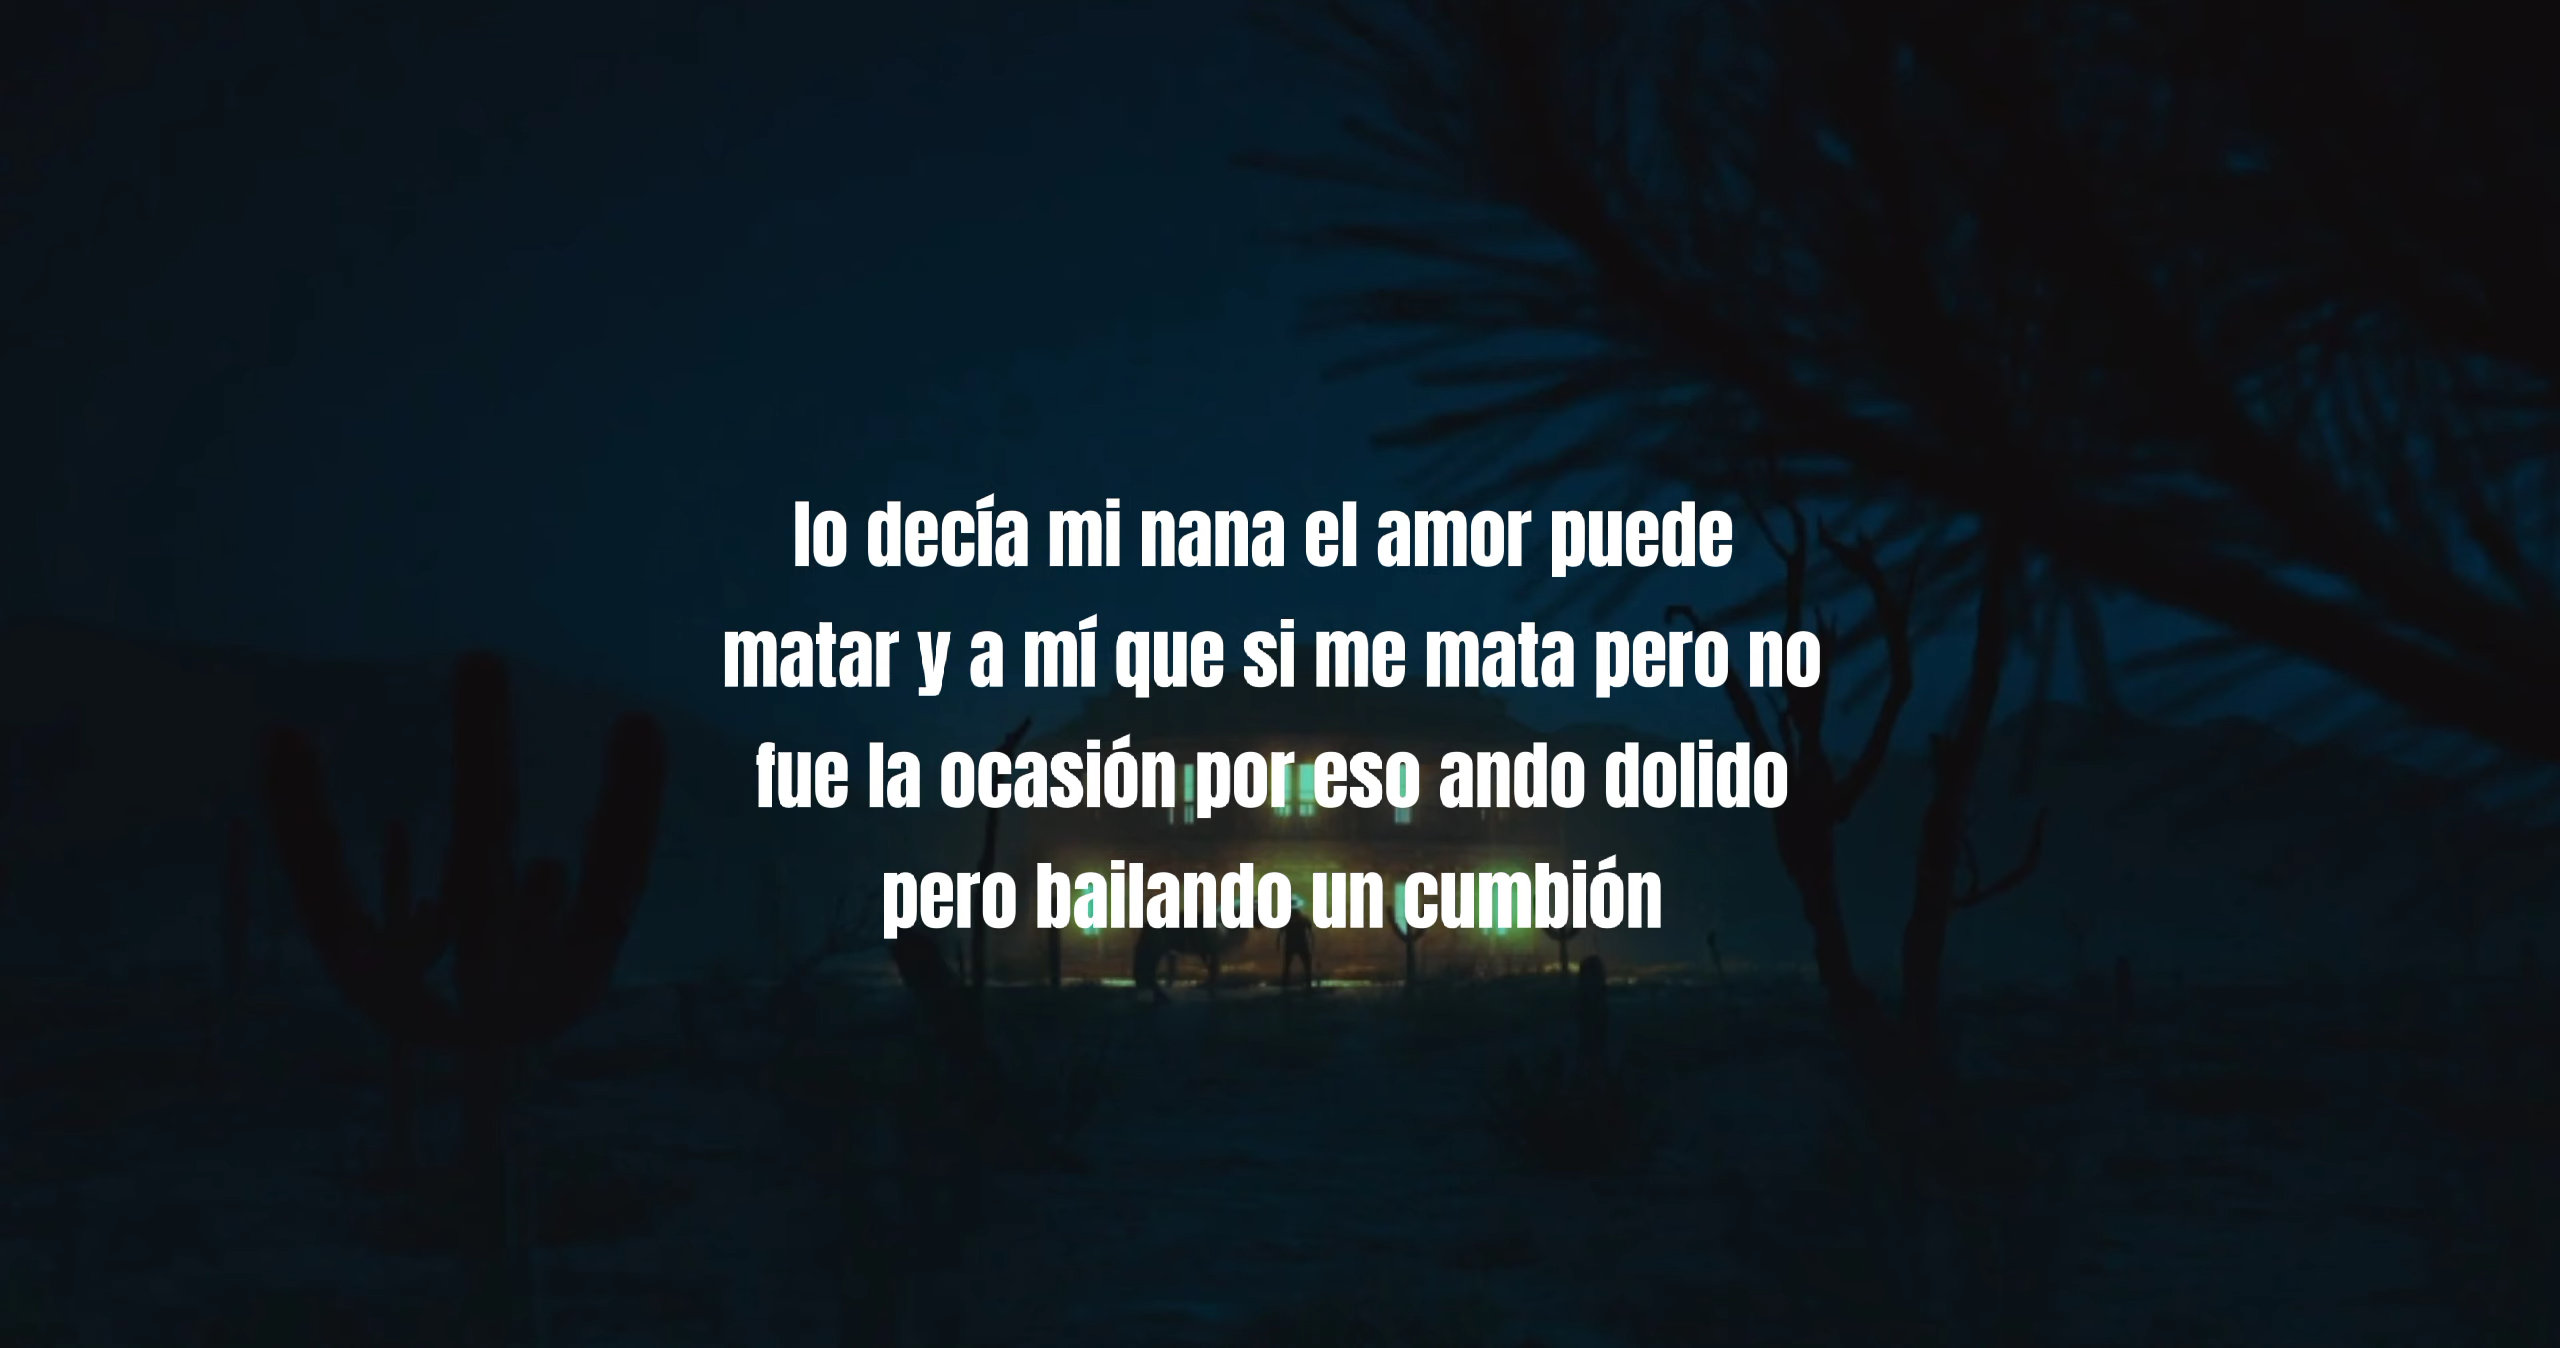 lo decía mi nana el amor puede
matar y a mí que si me mata pero no
fue la ocasión por eso ando dolido
pero bailando un cumbión